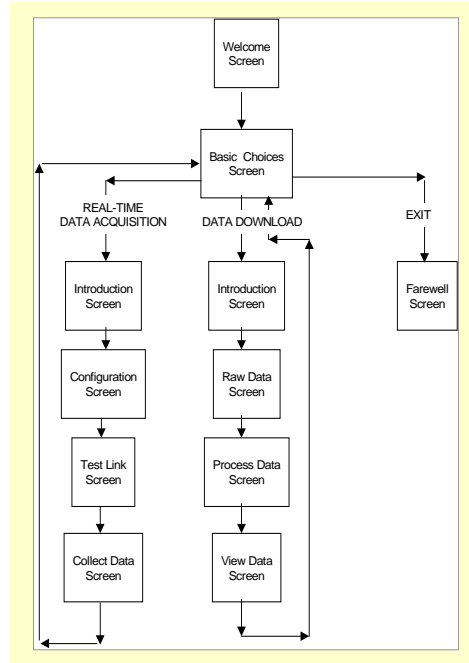 Welcome
Screen
Basic Choices
Screen
REAL-TIME
DATA ACQUISITION
DATA DOWNLOAD
EXIT
Introduction
Screen
Introduction
Screen
Farewell
Screen
Configuration
Screen
Raw Data
Screen
Test Link
Screen
Process Data
Screen
Collect Data
Screen
View Data
Screen